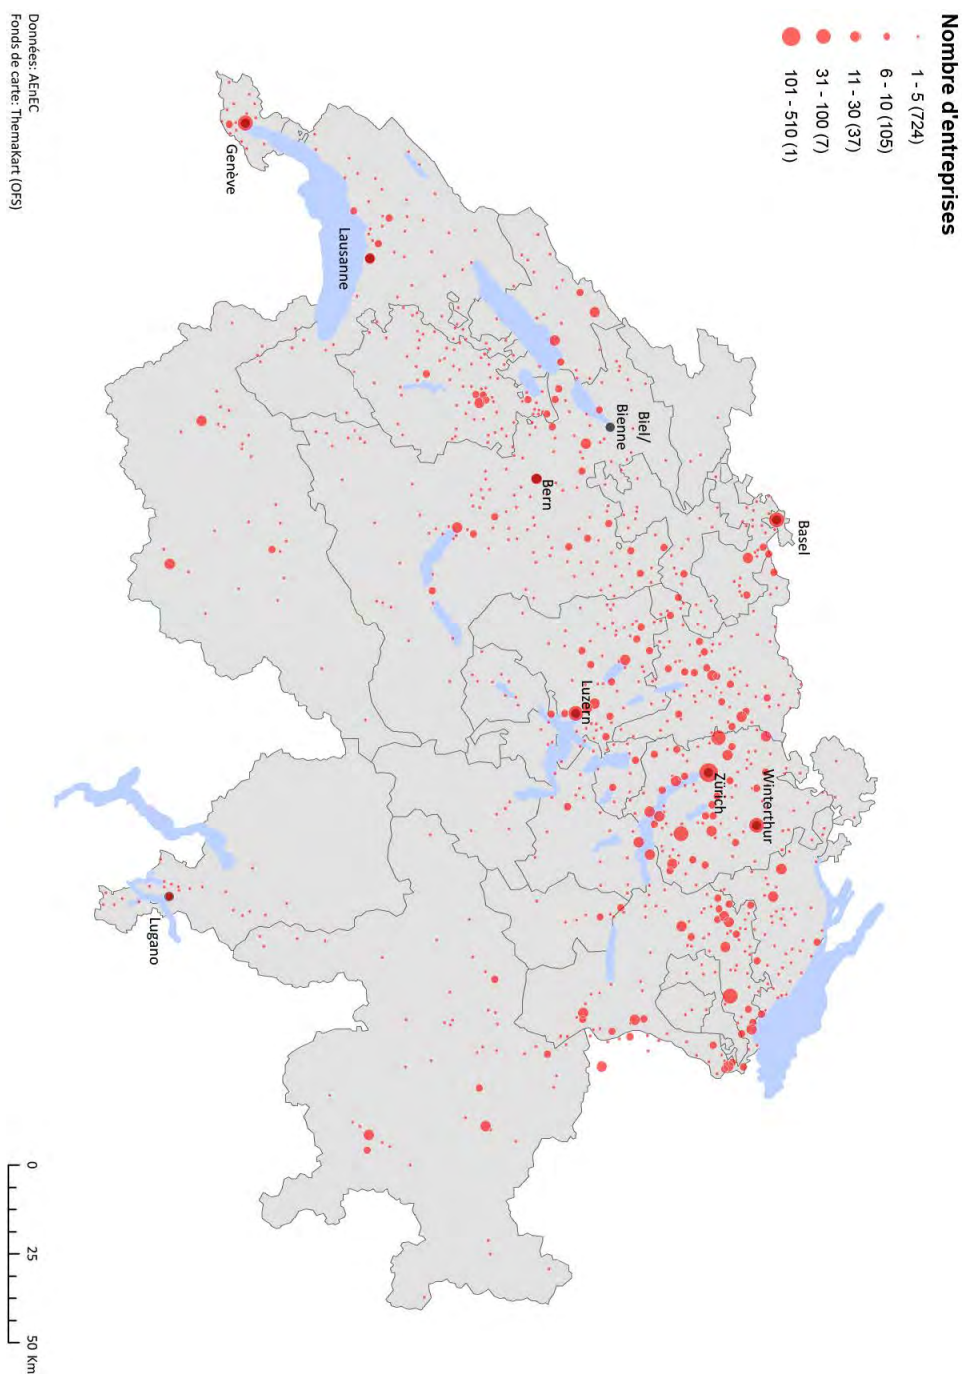 Nombre d'entreprises
1 - 5 (724)
6 - 10 (105)
11 - 30 (37)
31 - 100 (7)
101 - 510 (1)
Basel
Winterthur
Zürich
Biel/
Bienne
Luzern
Bern
Lausanne
Genève
Lugano
Données: AEnEC
Fonds de carte: ThemaKart (OFS)
0 25 50 Km